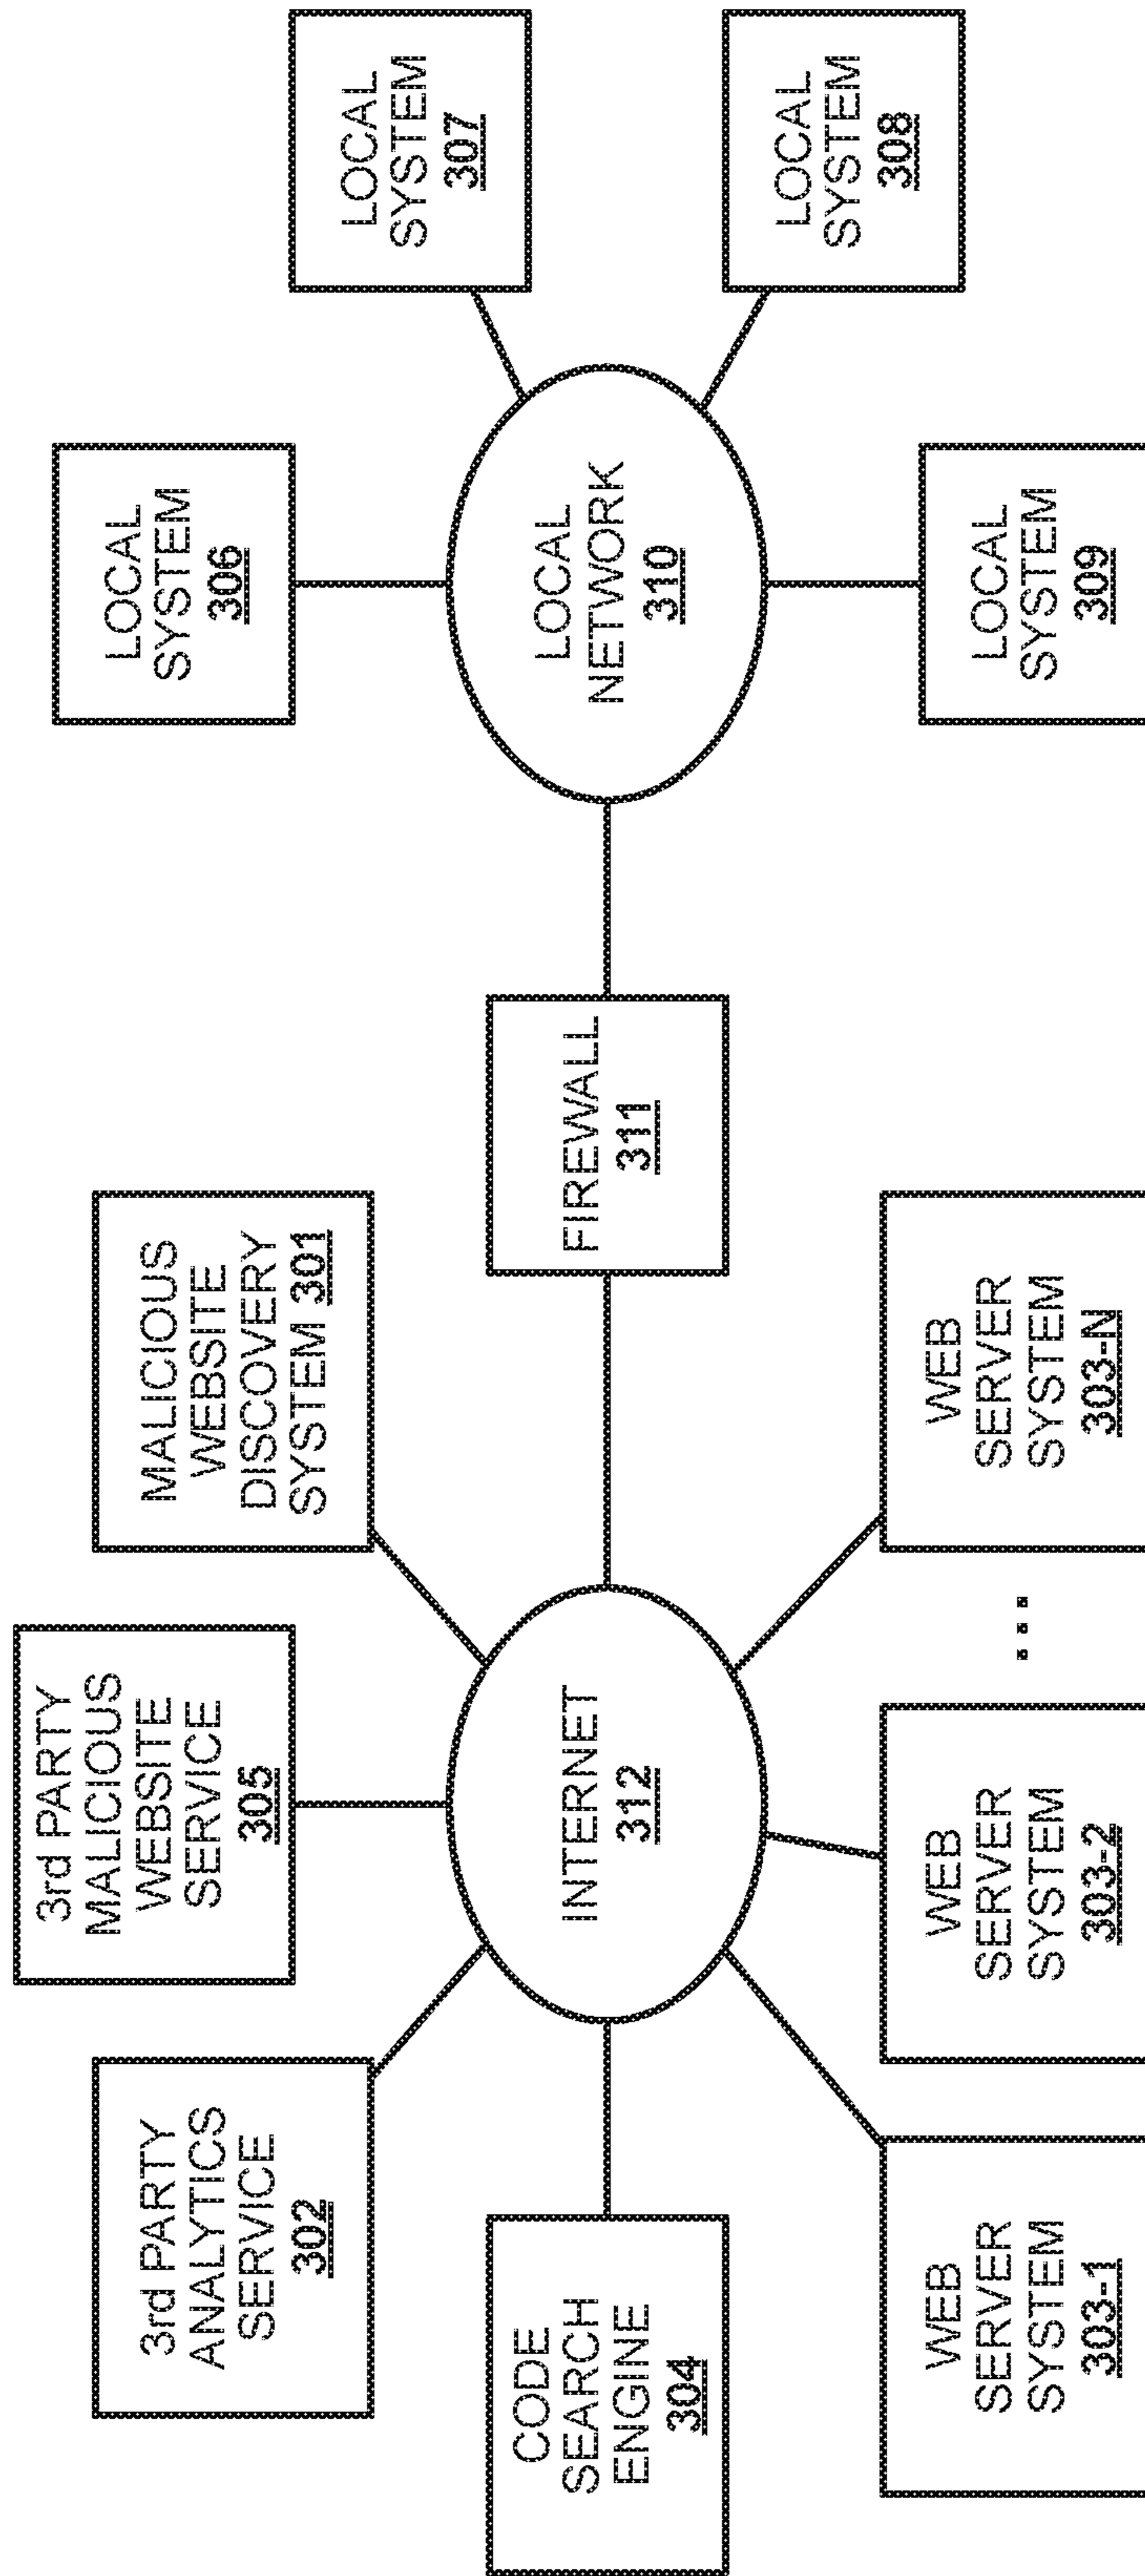 3rd PARTY
ANALYTICS
SERVICE
302
3rd PARTY
MALICIOUS
WEBSITE
SERVICE
305
MALICIOUS
WEBSITE
DISCOVERY
SYSTEM 301
CODE
SEARCH
ENGINE
304
INTERNET
312
FIREWALL
311
WEB
SERVER
SYSTEM
303-1
WEB
SERVER
SYSTEM
303-2
...
WEB
SERVER
SYSTEM
303-N
LOCAL
SYSTEM
306
LOCAL
SYSTEM
307
LOCAL
NETWORK
310
LOCAL
SYSTEM
308
LOCAL
SYSTEM
309